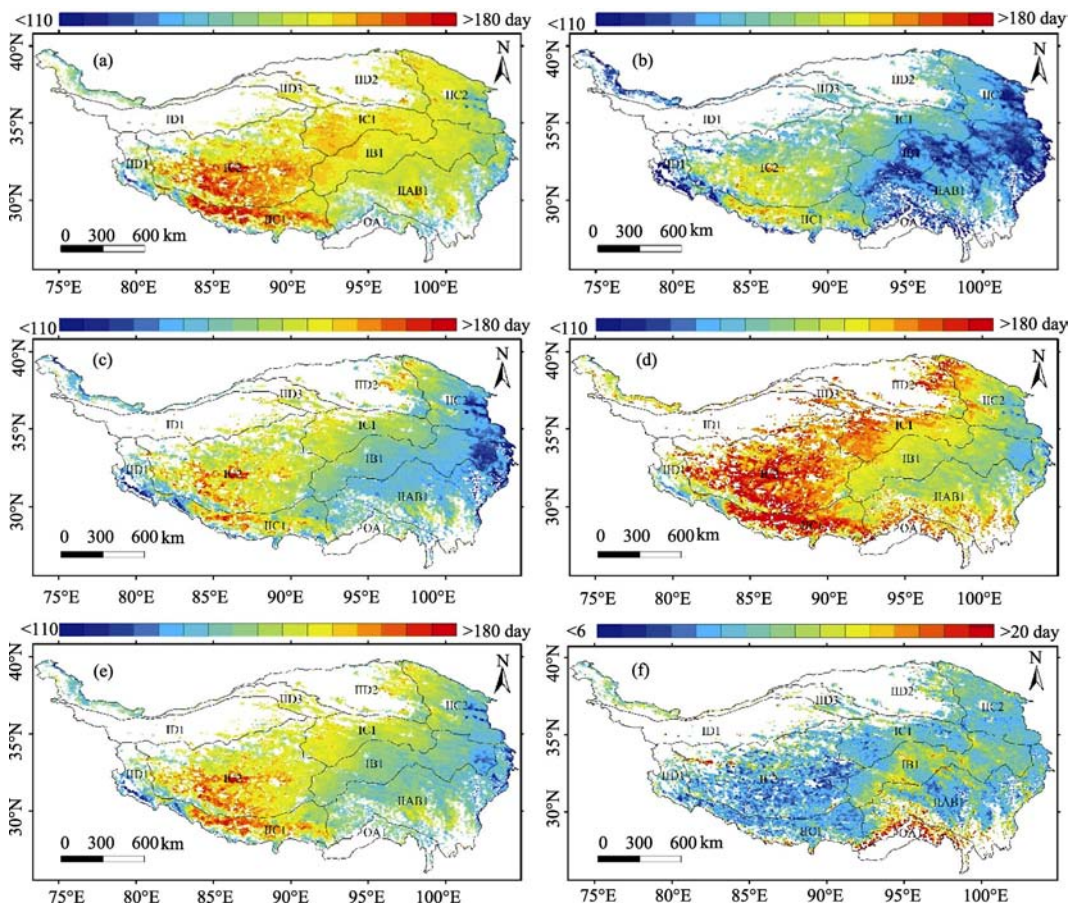 <110 >180 day
(a) N
40°N
35°N
30°N
IID3 IID2 IIC2
ID1 IC1
IID1 IC2 IB1
IIAB1
IIC1 OA1
0 300 600 km
75°E 80°E 85°E 90°E 95°E 100°E
<110 >180 day
(b) N
40°N
35°N
30°N
IID3 IID2 IIC2
ID1 IC1
IID1 IC2 IB1
IIAB1
IIC1 OA1
0 300 600 km
75°E 80°E 85°E 90°E 95°E 100°E
<110 >180 day
(c) N
40°N
35°N
30°N
IID3 IID2 IIC2
ID1 IC1
IID1 IC2 IB1
IIAB1
IIC1 OA1
0 300 600 km
75°E 80°E 85°E 90°E 95°E 100°E
<110 >180 day
(d) N
40°N
35°N
30°N
IID3 IID2 IIC2
ID1 IC1
IID1 IC2 IB1
IIAB1
IIC1 OA1
0 300 600 km
75°E 80°E 85°E 90°E 95°E 100°E
<110 >180 day
(e) N
40°N
35°N
30°N
IID3 IID2 IIC2
ID1 IC1
IID1 IC2 IB1
IIAB1
IIC1 OA1
0 300 600 km
75°E 80°E 85°E 90°E 95°E 100°E
<6 >20 day
(f) N
40°N
35°N
30°N
IID3 IID2 IIC2
ID1 IC1
IID1 IC2 IB1
IIAB1
IIC1 OA1
0 300 600 km
75°E 80°E 85°E 90°E 95°E 100°E